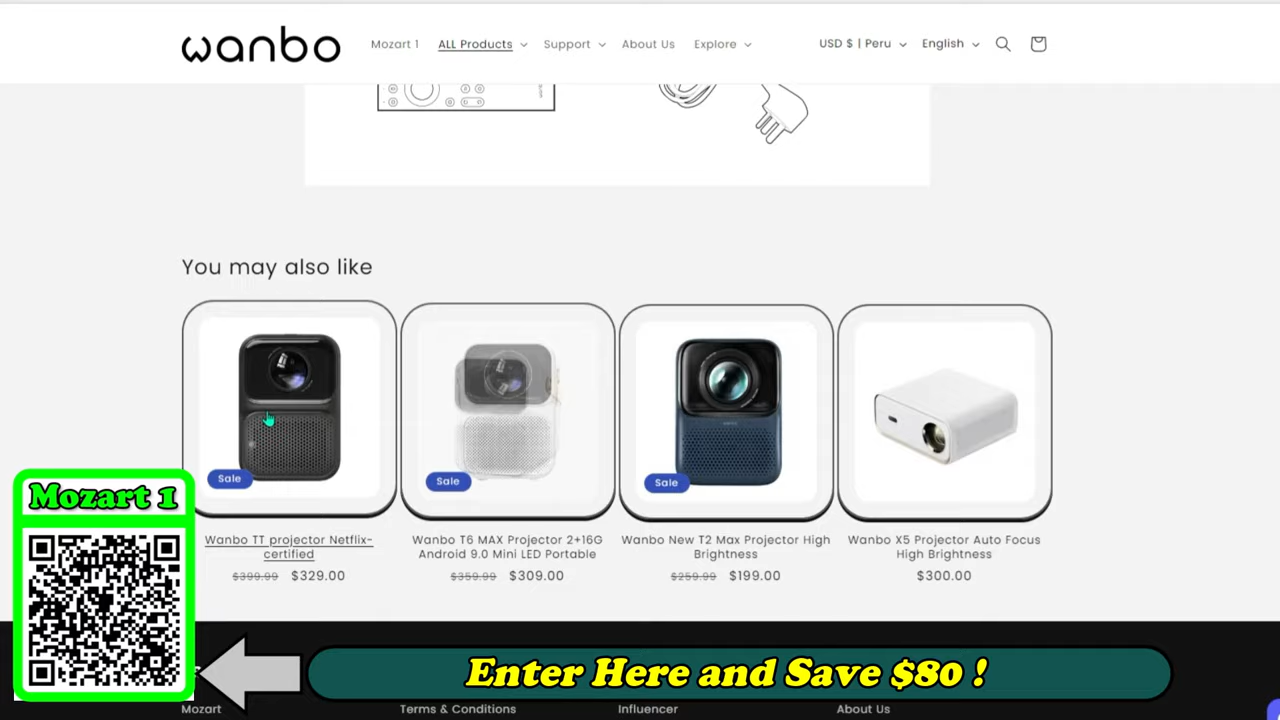 wanbo
Mozart 1
ALL Products
Support
About Us
Explore
USD $ | Peru
English
You may also like
Sale
Sale
Sale
Wanbo TT projector Netflix-
certified
$399.99 $329.00
Wanbo T6 MAX Projector 2+16G
Android 9.0 Mini LED Portable
$359.99 $309.00
Wanbo New T2 Max Projector High
Brightness
$259.99 $199.00
Wanbo X5 Projector Auto Focus
High Brightness
$300.00
Mozart 1
Enter Here and Save $80 !
Mozart
Terms & Conditions
Influencer
About Us